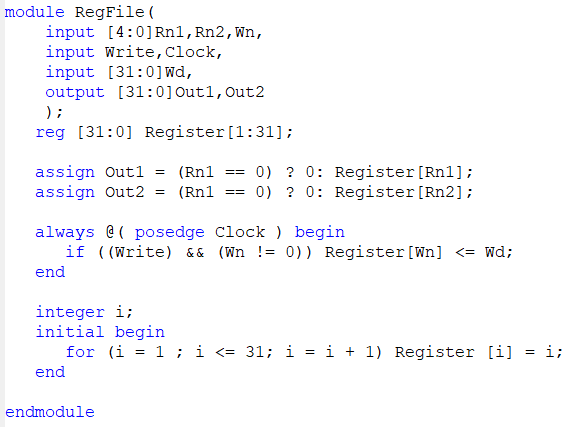 module RegFile(
input [4:0]Rn1,Rn2,Wn,
input Write,Clock,
input [31:0]Wd,
output [31:0]Out1,Out2
);
reg [31:0] Register[1:31];
assign Out1 = (Rn1 == 0) ? 0: Register[Rn1];
assign Out2 = (Rn1 == 0) ? 0: Register[Rn2];
always @( posedge Clock ) begin
if ((Write) && (Wn != 0)) Register[Wn] <= Wd;
end
integer i;
initial begin
for (i = 1 ; i <= 31; i = i + 1) Register [i] = i;
end
endmodule